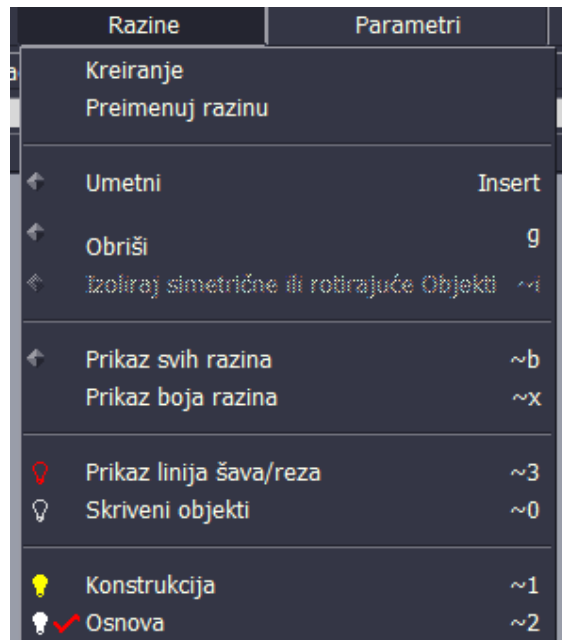 Razine Parametri
Kreiranje
Preimenuj razinu
Umetni Insert
Obriši g
Izoliraj simetrične ili rotirajuće Objekti ~i
Prikaz svih razina ~b
Prikaz boja razina ~x
Prikaz linija šava/reza ~3
Skriveni objekti ~0
Konstrukcija ~1
Osnova ~2